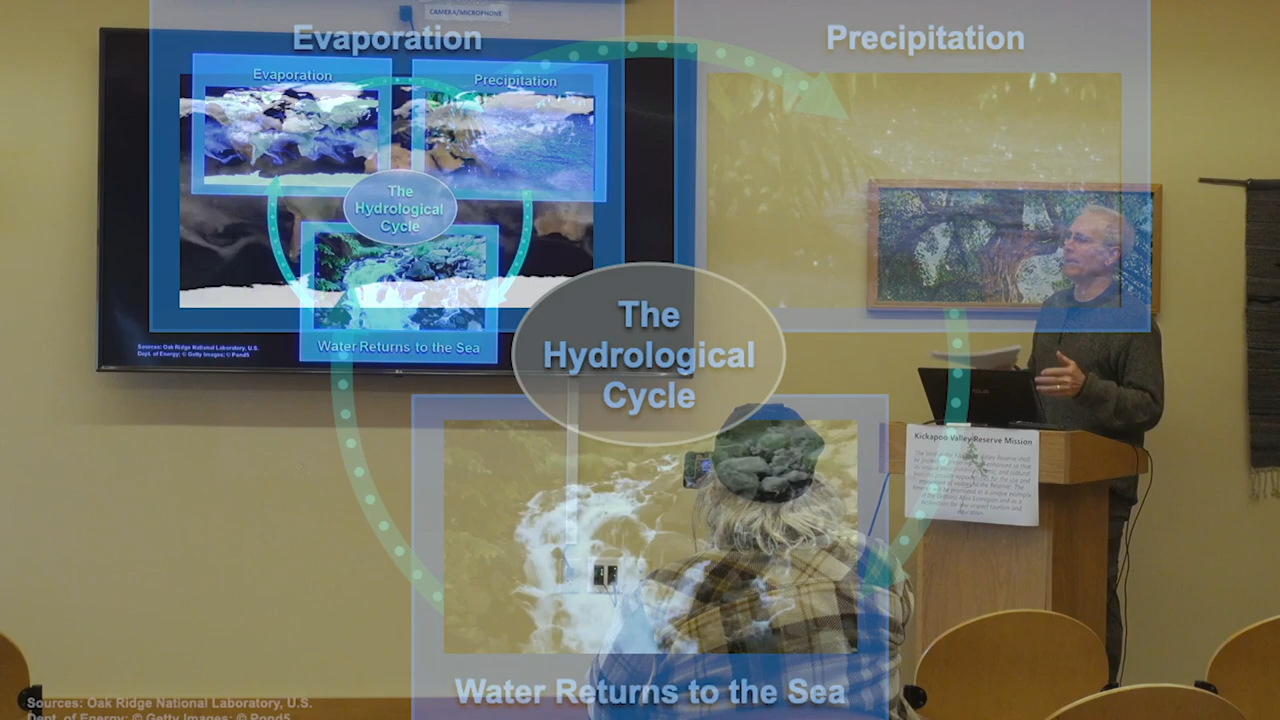 CAMERA/MICROPHONE
Evaporation
Precipitation
Evaporation
Precipitation
The
Hydrological
Cycle
Water Returns to the Sea
Sources: Oak Ridge National Laboratory, U.S.
Dept. of Energy; © Getty Images; © Pond5
The
Hydrological
Cycle
Kickapoo Valley Reserve Mission
Water Returns to the Sea
Sources: Oak Ridge National Laboratory, U.S.
Dept. of Energy; © Getty Images; © Pond5